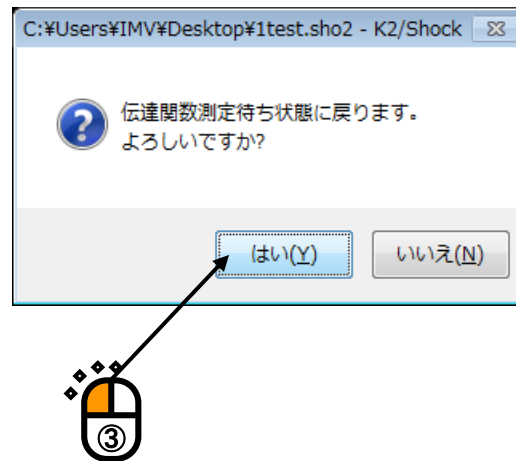 C:¥Users¥IMV¥Desktop¥1test.sho2 - K2/Shock
伝達関数測定待ち状態に戻ります。
よろしいですか?
はい(Y)
いいえ(N)
③